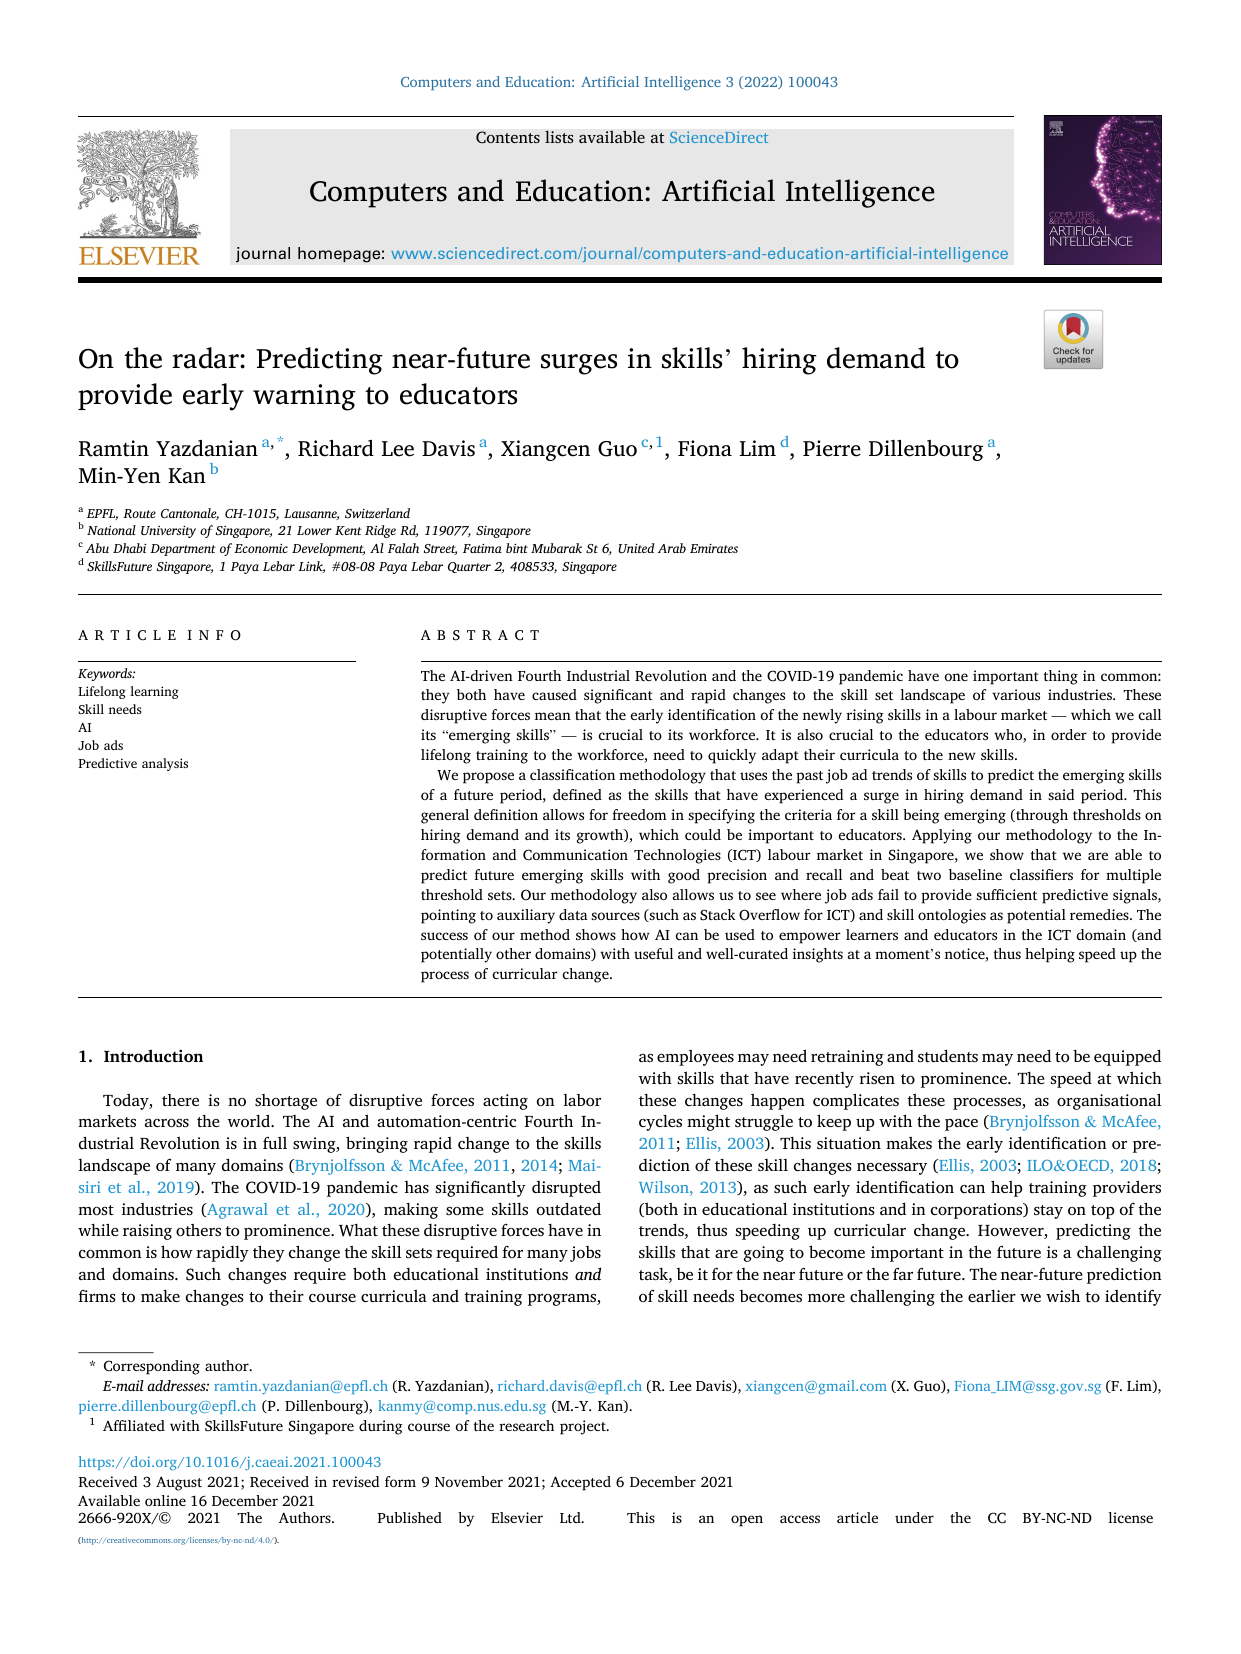 Computers and Education: Artificial Intelligence 3 (2022) 100043
Contents lists available at ScienceDirect
Computers and Education: Artificial Intelligence
journal homepage: www.sciencedirect.com/journal/computers-and-education-artificial-intelligence
ELSEVIER
COMPUTERS
&EDUCATION:
ARTIFICIAL
INTELLIGENCE
Check for
updates
On the radar: Predicting near-future surges in skills’ hiring demand to
provide early warning to educators
Ramtin Yazdanian a,*, Richard Lee Davis a, Xiangcen Guo c,1, Fiona Lim d, Pierre Dillenbourg a,
Min-Yen Kan b
a EPFL, Route Cantonale, CH-1015, Lausanne, Switzerland
b National University of Singapore, 21 Lower Kent Ridge Rd, 119077, Singapore
c Abu Dhabi Department of Economic Development, Al Falah Street, Fatima bint Mubarak St 6, United Arab Emirates
d SkillsFuture Singapore, 1 Paya Lebar Link, #08-08 Paya Lebar Quarter 2, 408533, Singapore
ARTICLE INFO
Keywords:
Lifelong learning
Skill needs
AI
Job ads
Predictive analysis
ABSTRACT
The AI-driven Fourth Industrial Revolution and the COVID-19 pandemic have one important thing in common:
they both have caused significant and rapid changes to the skill set landscape of various industries. These
disruptive forces mean that the early identification of the newly rising skills in a labour market — which we call
its “emerging skills” — is crucial to its workforce. It is also crucial to the educators who, in order to provide
lifelong training to the workforce, need to quickly adapt their curricula to the new skills.
We propose a classification methodology that uses the past job ad trends of skills to predict the emerging skills
of a future period, defined as the skills that have experienced a surge in hiring demand in said period. This
general definition allows for freedom in specifying the criteria for a skill being emerging (through thresholds on
hiring demand and its growth), which could be important to educators. Applying our methodology to the In-
formation and Communication Technologies (ICT) labour market in Singapore, we show that we are able to
predict future emerging skills with good precision and recall and beat two baseline classifiers for multiple
threshold sets. Our methodology also allows us to see where job ads fail to provide sufficient predictive signals,
pointing to auxiliary data sources (such as Stack Overflow for ICT) and skill ontologies as potential remedies. The
success of our method shows how AI can be used to empower learners and educators in the ICT domain (and
potentially other domains) with useful and well-curated insights at a moment’s notice, thus helping speed up the
process of curricular change.
1. Introduction
Today, there is no shortage of disruptive forces acting on labor
markets across the world. The AI and automation-centric Fourth In-
dustrial Revolution is in full swing, bringing rapid change to the skills
landscape of many domains (Brynjolfsson & McAfee, 2011, 2014; Mai-
siri et al., 2019). The COVID-19 pandemic has significantly disrupted
most industries (Agrawal et al., 2020), making some skills outdated
while raising others to prominence. What these disruptive forces have in
common is how rapidly they change the skill sets required for many jobs
and domains. Such changes require both educational institutions and
firms to make changes to their course curricula and training programs,
as employees may need retraining and students may need to be equipped
with skills that have recently risen to prominence. The speed at which
these changes happen complicates these processes, as organisational
cycles might struggle to keep up with the pace (Brynjolfsson & McAfee,
2011; Ellis, 2003). This situation makes the early identification or pre-
diction of these skill changes necessary (Ellis, 2003; ILO&OECD, 2018;
Wilson, 2013), as such early identification can help training providers
(both in educational institutions and in corporations) stay on top of the
trends, thus speeding up curricular change. However, predicting the
skills that are going to become important in the future is a challenging
task, be it for the near future or the far future. The near-future prediction
of skill needs becomes more challenging the earlier we wish to identify
* Corresponding author.
E-mail addresses: ramtin.yazdanian@epfl.ch (R. Yazdanian), richard.davis@epfl.ch (R. Lee Davis), xiangcen@gmail.com (X. Guo), Fiona_LIM@ssg.gov.sg (F. Lim),
pierre.dillenbourg@epfl.ch (P. Dillenbourg), kanmy@comp.nus.edu.sg (M.-Y. Kan).
1 Affiliated with SkillsFuture Singapore during course of the research project.
https://doi.org/10.1016/j.caeai.2021.100043
Received 3 August 2021; Received in revised form 9 November 2021; Accepted 6 December 2021
Available online 16 December 2021
2666-920X/© 2021 The Authors. Published by Elsevier Ltd. This is an open access article under the CC BY-NC-ND license
(http://creativecommons.org/licenses/by-nc-nd/4.0/).